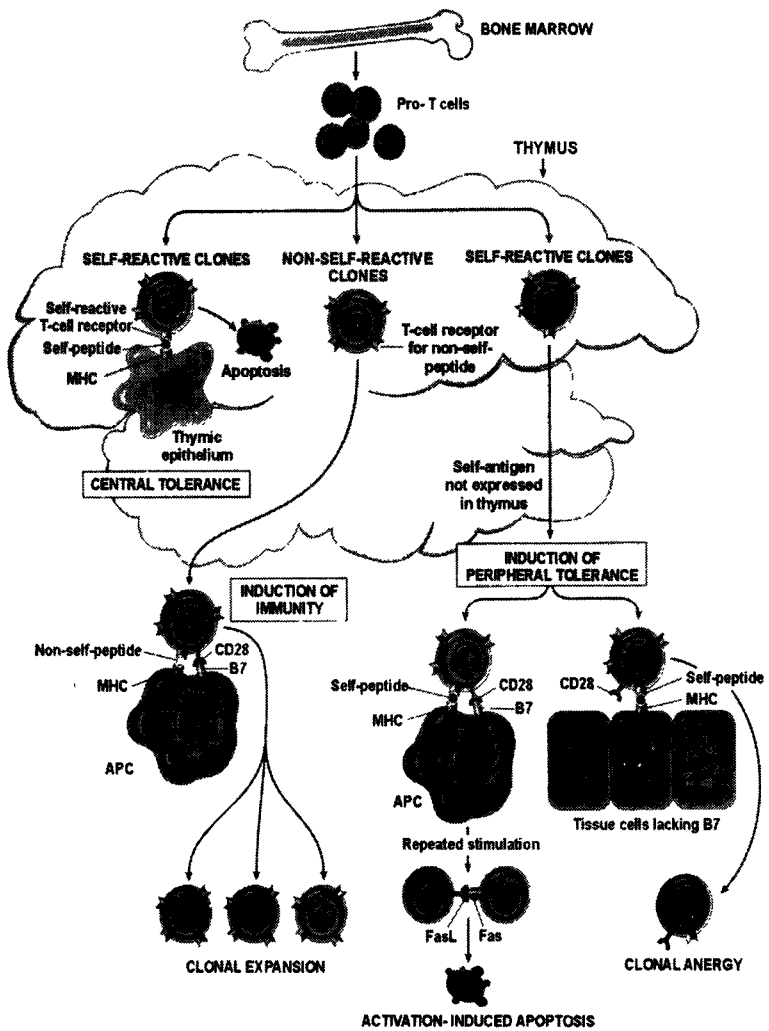 BONE MARROW
Pro- T cells
THYMUS
SELF-REACTIVE CLONES
NON-SELF-REACTIVE
CLONES
SELF-REACTIVE CLONES
Self-reactive
T-cell receptor
Self-peptide
MHC
Apoptosis
T-cell receptor
for non-self-
peptide
Thymic
epithelium
CENTRAL TOLERANCE
Self-antigen
not expressed
in thymus
INDUCTION OF
PERIPHERAL TOLERANCE
INDUCTION OF
IMMUNITY
Non-self-peptide
CD28
B7
MHC
APC
Self-peptide
CD28
MHC
B7
APC
CD28
Self-peptide
MHC
Tissue cells lacking B7
Repeated stimulation
FasL
Fas
CLONAL EXPANSION
CLONAL ANERGY
ACTIVATION-INDUCED APOPTOSIS